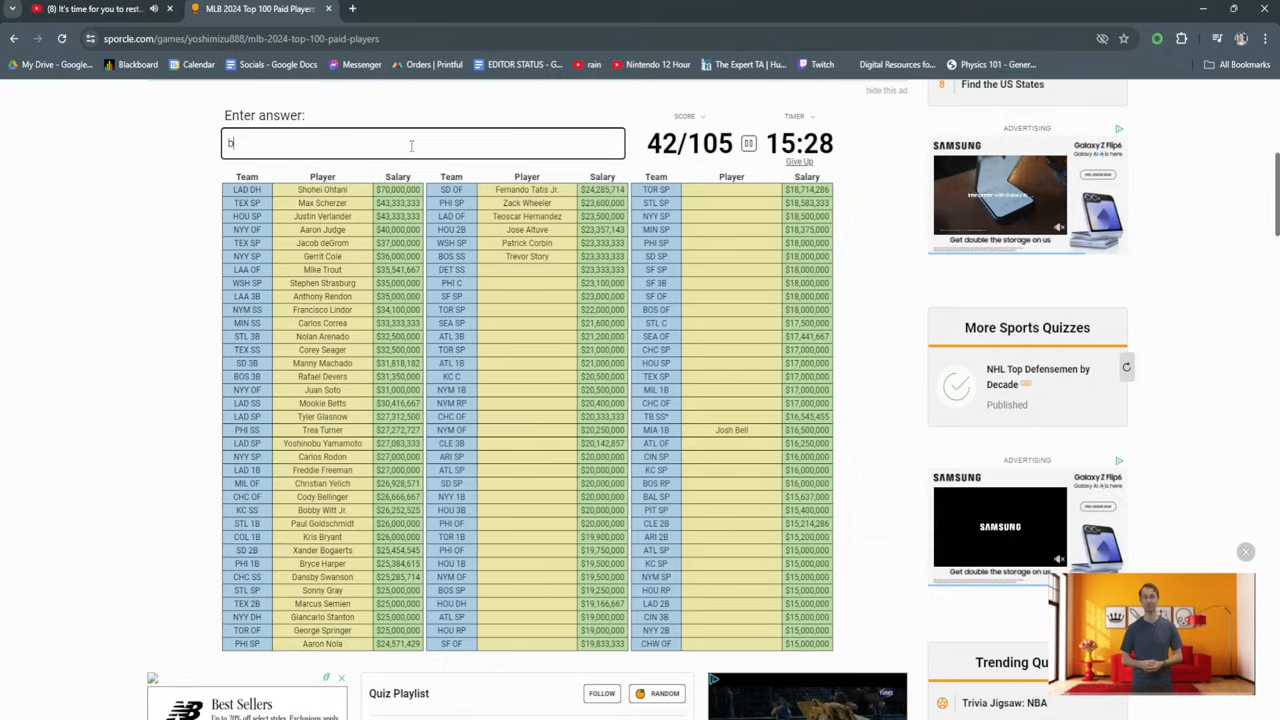 (8) It's time for you to rest.
MLB 2024 Top 100 Paid Players
sporcle.com/games/yoshimizu888/mlb-2024-top-100-paid-players
My Drive - Google... Blackboard Calendar Socials - Google Docs Messenger Orders | Printful EDITOR STATUS - G... rain Nintendo 12 Hour The Expert TA | Hu... Twitch Digital Resources fo... Physics 101 - Gener... All Bookmarks
hide this ad
8 Find the US States
Enter answer:
b
SCORE
42/105
TIMER
15:28
Give Up
Team Player Salary Team Player Salary Team Player Salary
LAD DH Shohei Ohtani $70,000,000 SD OF Fernando Tatis Jr. $24,285,714 TOR SP $18,714,286
TEX SP Max Scherzer $43,333,333 PHI SP Zack Wheeler $23,600,000 STL SP $18,583,333
HOU SP Justin Verlander $43,333,333 LAD OF Teoscar Hernandez $23,500,000 NYY SP $18,500,000
NYY OF Aaron Judge $40,000,000 HOU 2B Jose Altuve $23,357,143 MIN SP $18,375,000
TEX SP Jacob deGrom $37,000,000 WSH SP Patrick Corbin $23,333,333 PHI SP $18,000,000
NYY SP Gerrit Cole $36,000,000 BOS SS Trevor Story $23,333,333 SD SP $18,000,000
LAA OF Mike Trout $35,541,667 DET SS $23,333,333 SF SP $18,000,000
WSH SP Stephen Strasburg $35,000,000 PHI C $23,100,000 SF 3B $18,000,000
LAA 3B Anthony Rendon $35,000,000 SF SP $23,000,000 SF OF $18,000,000
NYM SS Francisco Lindor $34,100,000 TOR SP $22,000,000 BOS OF $18,000,000
MIN SS Carlos Correa $33,333,333 SEA SP $21,600,000 STL C $17,500,000
STL 3B Nolan Arenado $32,500,000 ATL 3B $21,200,000 SEA OF $17,441,667
TEX SS Corey Seager $32,500,000 TOR SP $21,000,000 CHC SP $17,000,000
SD 3B Manny Machado $31,818,182 ATL 1B $21,000,000 HOU SP $17,000,000
BOS 3B Rafael Devers $31,350,000 KC C $20,500,000 TEX SP $17,000,000
NYY OF Juan Soto $31,000,000 NYM 1B $20,500,000 MIL 1B $17,000,000
LAD SS Mookie Betts $30,416,667 NYM RP $20,400,000 CHC OF $17,000,000
LAD SP Tyler Glasnow $27,312,500 CHC OF $20,333,333 TB SS* $16,545,455
PHI SS Trea Turner $27,272,727 NYM OF $20,250,000 MIA 1B Josh Bell $16,500,000
LAD SP Yoshinobu Yamamoto $27,083,333 CLE 3B $20,142,857 ATL OF $16,250,000
NYY SP Carlos Rodon $27,000,000 ARI SP $20,000,000 CIN SP $16,000,000
LAD 1B Freddie Freeman $27,000,000 ATL SP $20,000,000 KC SP $16,000,000
MIL OF Christian Yelich $26,928,571 SD SP $20,000,000 BOS RP $16,000,000
CHC OF Cody Bellinger $26,666,667 NYY 1B $20,000,000 BAL SP $15,637,000
KC SS Bobby Witt Jr. $26,252,525 HOU 3B $20,000,000 PIT SP $15,400,000
STL 1B Paul Goldschmidt $26,000,000 PHI OF $20,000,000 CLE 2B $15,214,286
COL 1B Kris Bryant $26,000,000 TOR 1B $19,900,000 ARI 2B $15,200,000
SD 2B Xander Bogaerts $25,454,545 PHI OF $19,750,000 ATL SP $15,000,000
PHI 1B Bryce Harper $25,384,615 HOU 1B $19,500,000 KC SP $15,000,000
CHC SS Dansby Swanson $25,285,714 NYM OF $19,500,000 NYM SP $15,000,000
STL SP Sonny Gray $25,000,000 BOS SP $19,250,000 HOU RP $15,000,000
TEX 2B Marcus Semien $25,000,000 HOU DH $19,166,667 LAD 2B $15,000,000
NYY DH Giancarlo Stanton $25,000,000 ATL SP $19,000,000 CIN 3B $15,000,000
TOR OF George Springer $25,000,000 HOU RP $19,000,000 NYY 2B $15,000,000
PHI SP Aaron Nola $24,571,429 SF OF $19,833,333 CHW OF $15,000,000
ADVERTISING
SAMSUNG
Galaxy Z Flip6
Galaxy AI is here
Get double the storage on us
More Sports Quizzes
NHL Top Defensemen by
Decade
Published
ADVERTISING
SAMSUNG
Galaxy Z Flip6
Galaxy AI is here
SAMSUNG
Get double the storage on us
Trending Qu
Trivia Jigsaw: NBA
Best Sellers
Up to 20% off select styles. Exclusions apply.
Quiz Playlist
FOLLOW
RANDOM